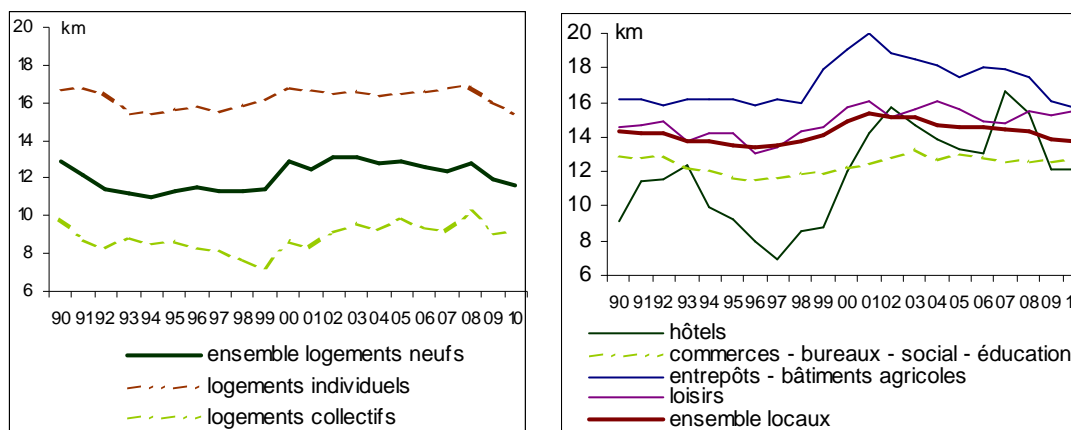 km
20
18
16
14
12
10
8
6
90 91 92 93 94 95 96 97 98 99 00 01 02 03 04 05 06 07 08 09 10
ensemble logements neufs
logements individuels
logements collectifs
km
20
18
16
14
12
10
8
6
90 91 92 93 94 95 96 97 98 99 00 01 02 03 04 05 06 07 08 09 1
hôtels
commerces - bureaux - social - éducation
entrepôts - bâtiments agricoles
loisirs
ensemble locaux